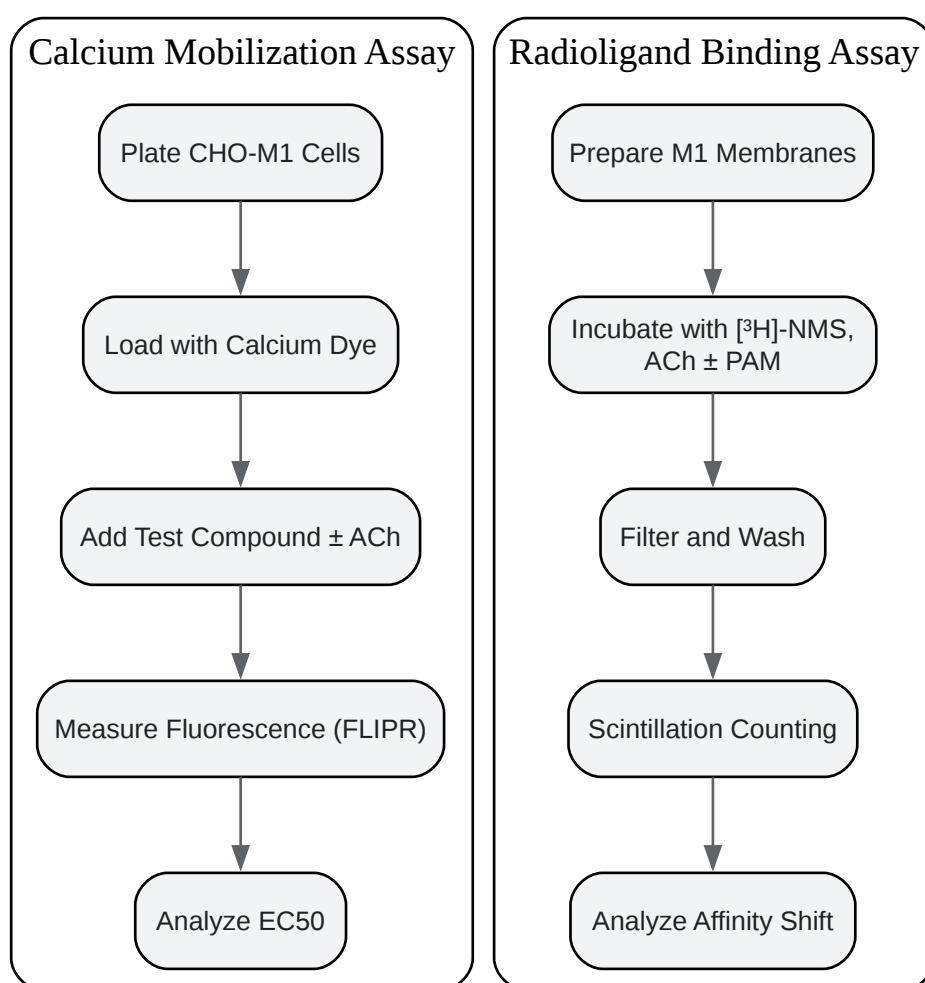 Calcium Mobilization Assay
Plate CHO-M1 Cells
Load with Calcium Dye
Add Test Compound ± ACh
Measure Fluorescence (FLIPR)
Analyze EC50
Radioligand Binding Assay
Prepare M1 Membranes
Incubate with [³H]-NMS,
ACh ± PAM
Filter and Wash
Scintillation Counting
Analyze Affinity Shift